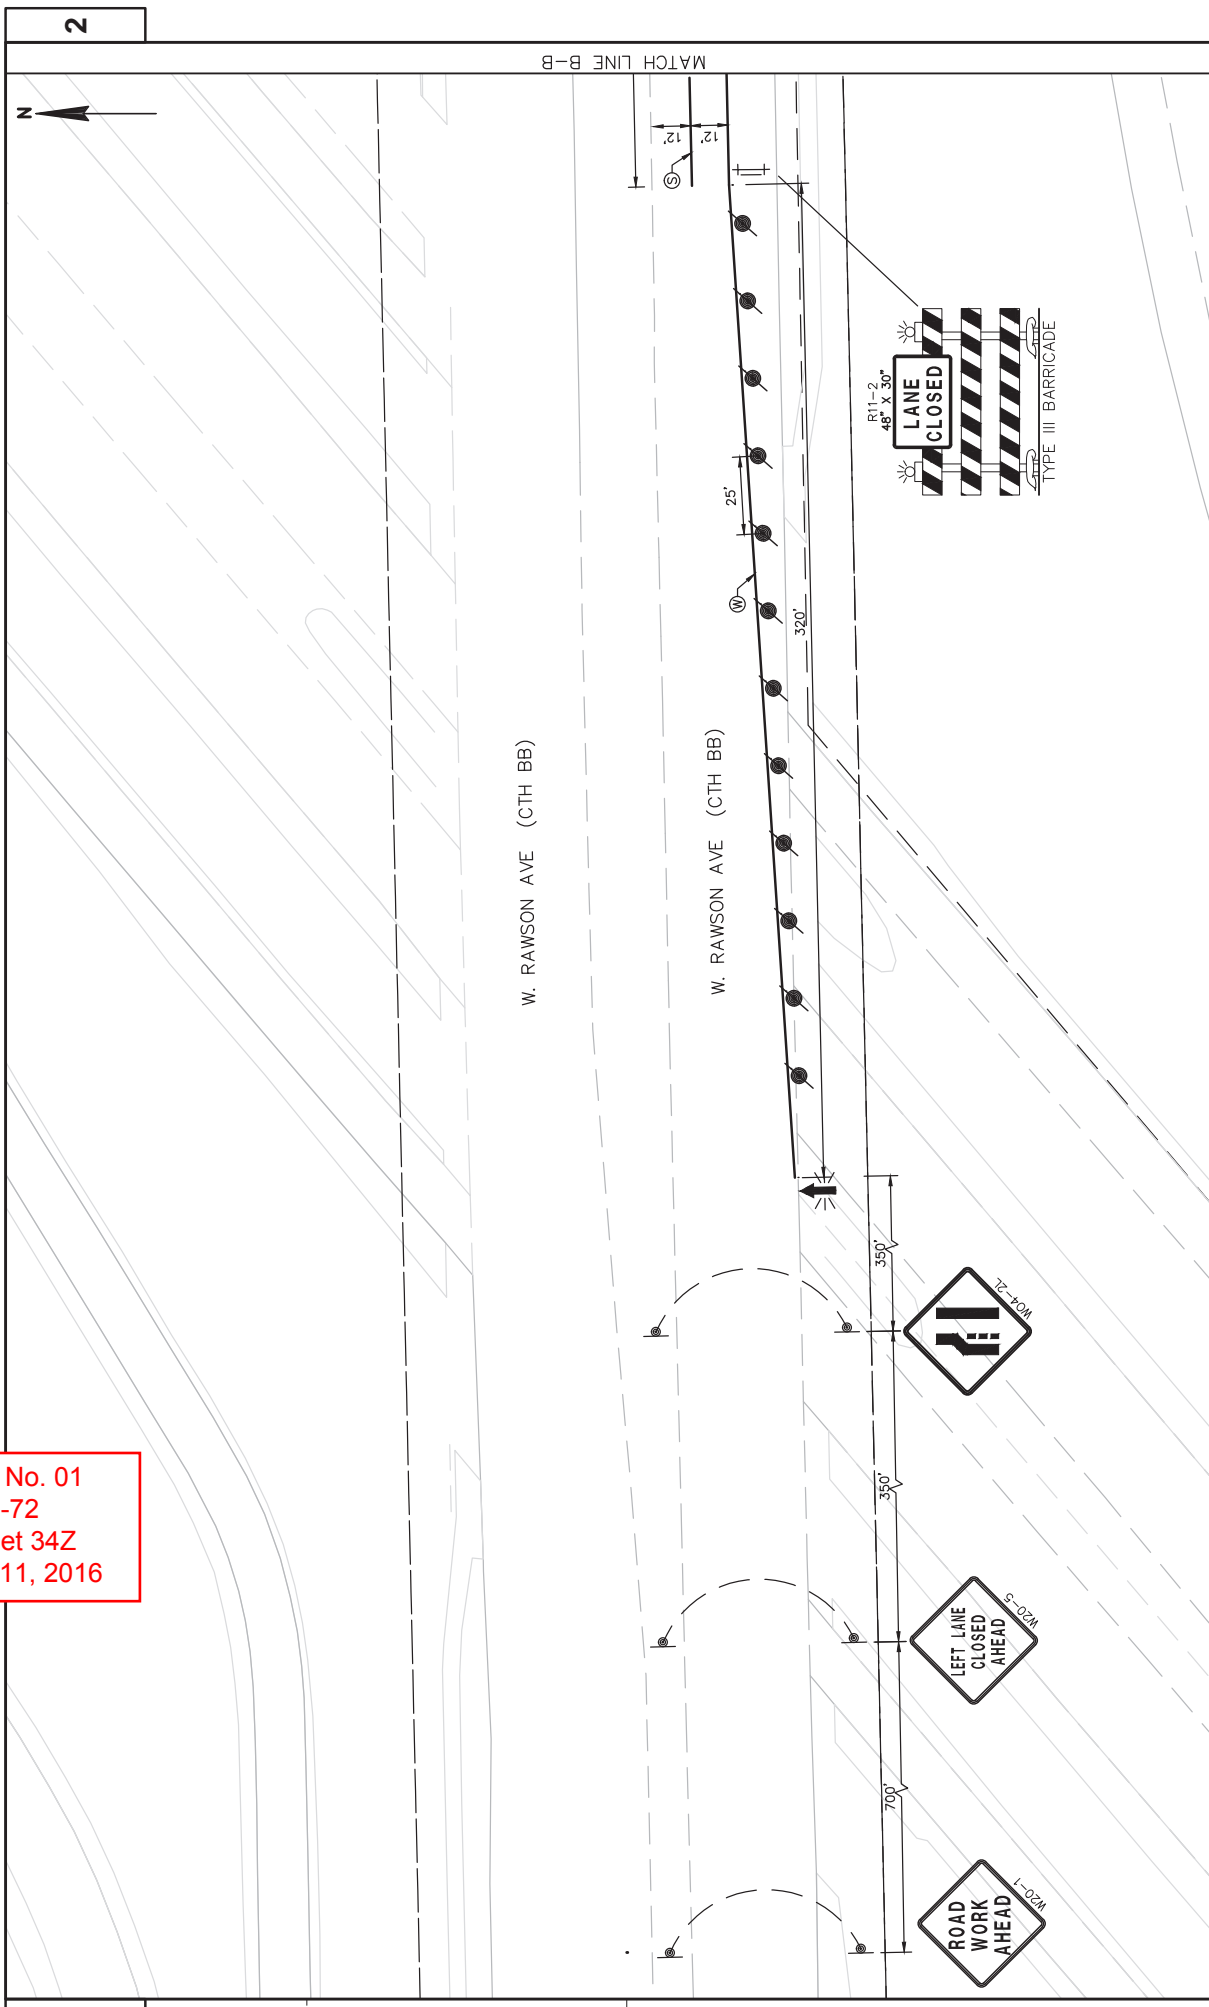 2
MATCH LINE B-B
N
12'
12'
S
R11-2
48" X 30"
LANE
CLOSED
TYPE III BARRICADE
25'
W
320'
W. RAWSON AVE (CTH BB)
W. RAWSON AVE (CTH BB)
350'
W04-2L
350'
LEFT LANE
CLOSED
AHEAD
W20-5
700'
ROAD
WORK
AHEAD
W20-1
No. 01
-72
et 34Z
11, 2016